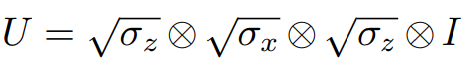 U = √σ_z ⊗ √σ_x ⊗ √σ_z ⊗ I